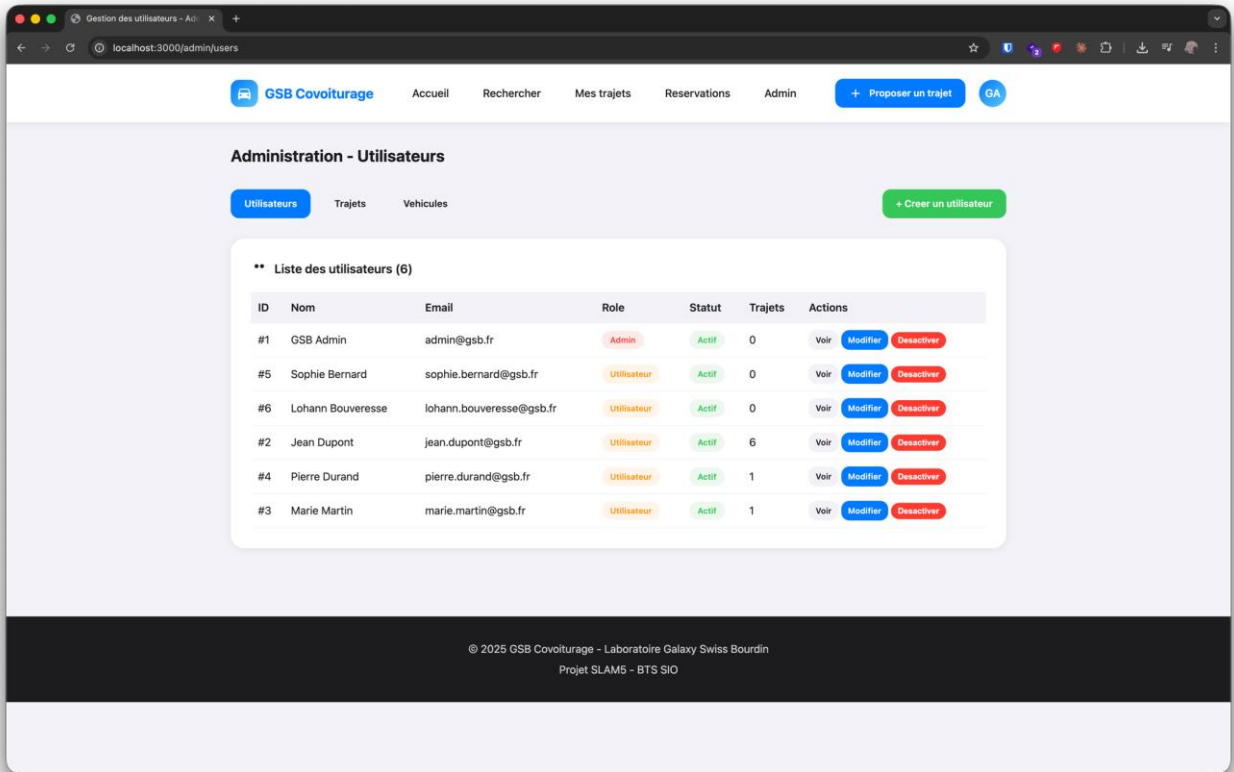 Gestion des utilisateurs - Ad
localhost:3000/admin/users
2
GSB Covoiturage Accueil Rechercher Mes trajets Reservations Admin + Proposer un trajet GA
Administration - Utilisateurs
Utilisateurs Trajets Vehicules + Creer un utilisateur
** Liste des utilisateurs (6)
ID Nom Email Role Statut Trajets Actions
#1 GSB Admin admin@gsb.fr Admin Actif 0 Voir Modifier Desactiver
#5 Sophie Bernard sophie.bernard@gsb.fr Utilisateur Actif 0 Voir Modifier Desactiver
#6 Lohann Bouveresse lohann.bouveresse@gsb.fr Utilisateur Actif 0 Voir Modifier Desactiver
#2 Jean Dupont jean.dupont@gsb.fr Utilisateur Actif 6 Voir Modifier Desactiver
#4 Pierre Durand pierre.durand@gsb.fr Utilisateur Actif 1 Voir Modifier Desactiver
#3 Marie Martin marie.martin@gsb.fr Utilisateur Actif 1 Voir Modifier Desactiver
© 2025 GSB Covoiturage - Laboratoire Galaxy Swiss Bourdin
Projet SLAM5 - BTS SIO